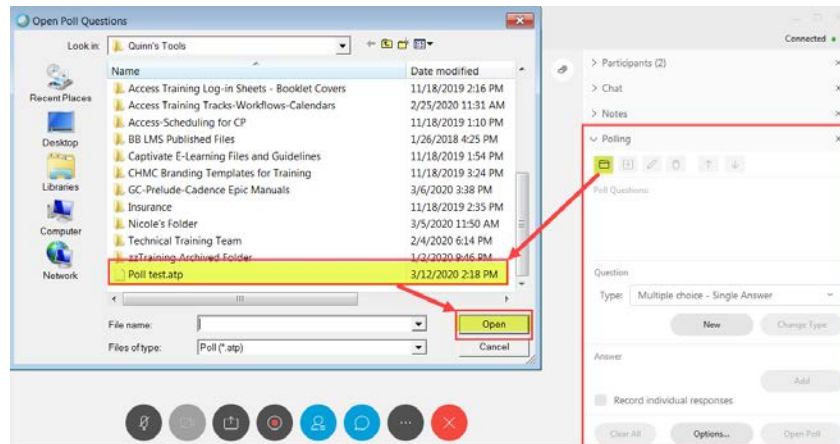 Open Poll Questions
Look in: Quinn's Tools
Name Date modified
Access Training Log-in Sheets - Booklet Covers 11/18/2019 2:16 PM
Access Training Tracks-Workflows-Calendars 2/25/2020 11:31 AM
Access-Scheduling for CP 11/18/2019 1:10 PM
BB LMS Published Files 1/26/2018 4:25 PM
Captivate E-Learning Files and Guidelines 11/18/2019 1:54 PM
CHMC Branding Templates for Training 11/18/2019 3:24 PM
GC-Prelude-Cadence Epic Manuals 3/6/2020 3:38 PM
Insurance 11/18/2019 2:35 PM
Nicole's Folder 3/5/2020 11:50 AM
Technical Training Team 2/4/2020 6:14 PM
zzTraining Archived Folder 1/2/2020 9:46 PM
Poll test.atp 3/12/2020 2:18 PM
Recent Places
Desktop
Libraries
Computer
Network
File name: Open
Files of type: Poll (*.atp) Cancel
Connected
Participants (2)
Chat
Notes
Polling
Poll Questions:
Question
Type: Multiple choice - Single Answer
New Change Type
Answer
Add
Record individual responses
Clear All Options... Open Poll